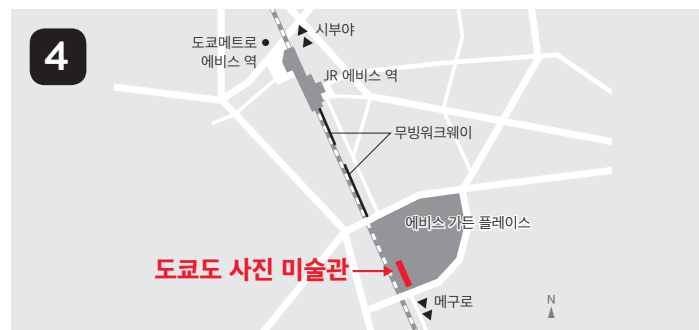 4
시부야
도쿄메트로
에비스 역
JR 에비스 역
무빙워크웨이
에비스 가든 플레이스
도쿄도 사진 미술관
메구로
N